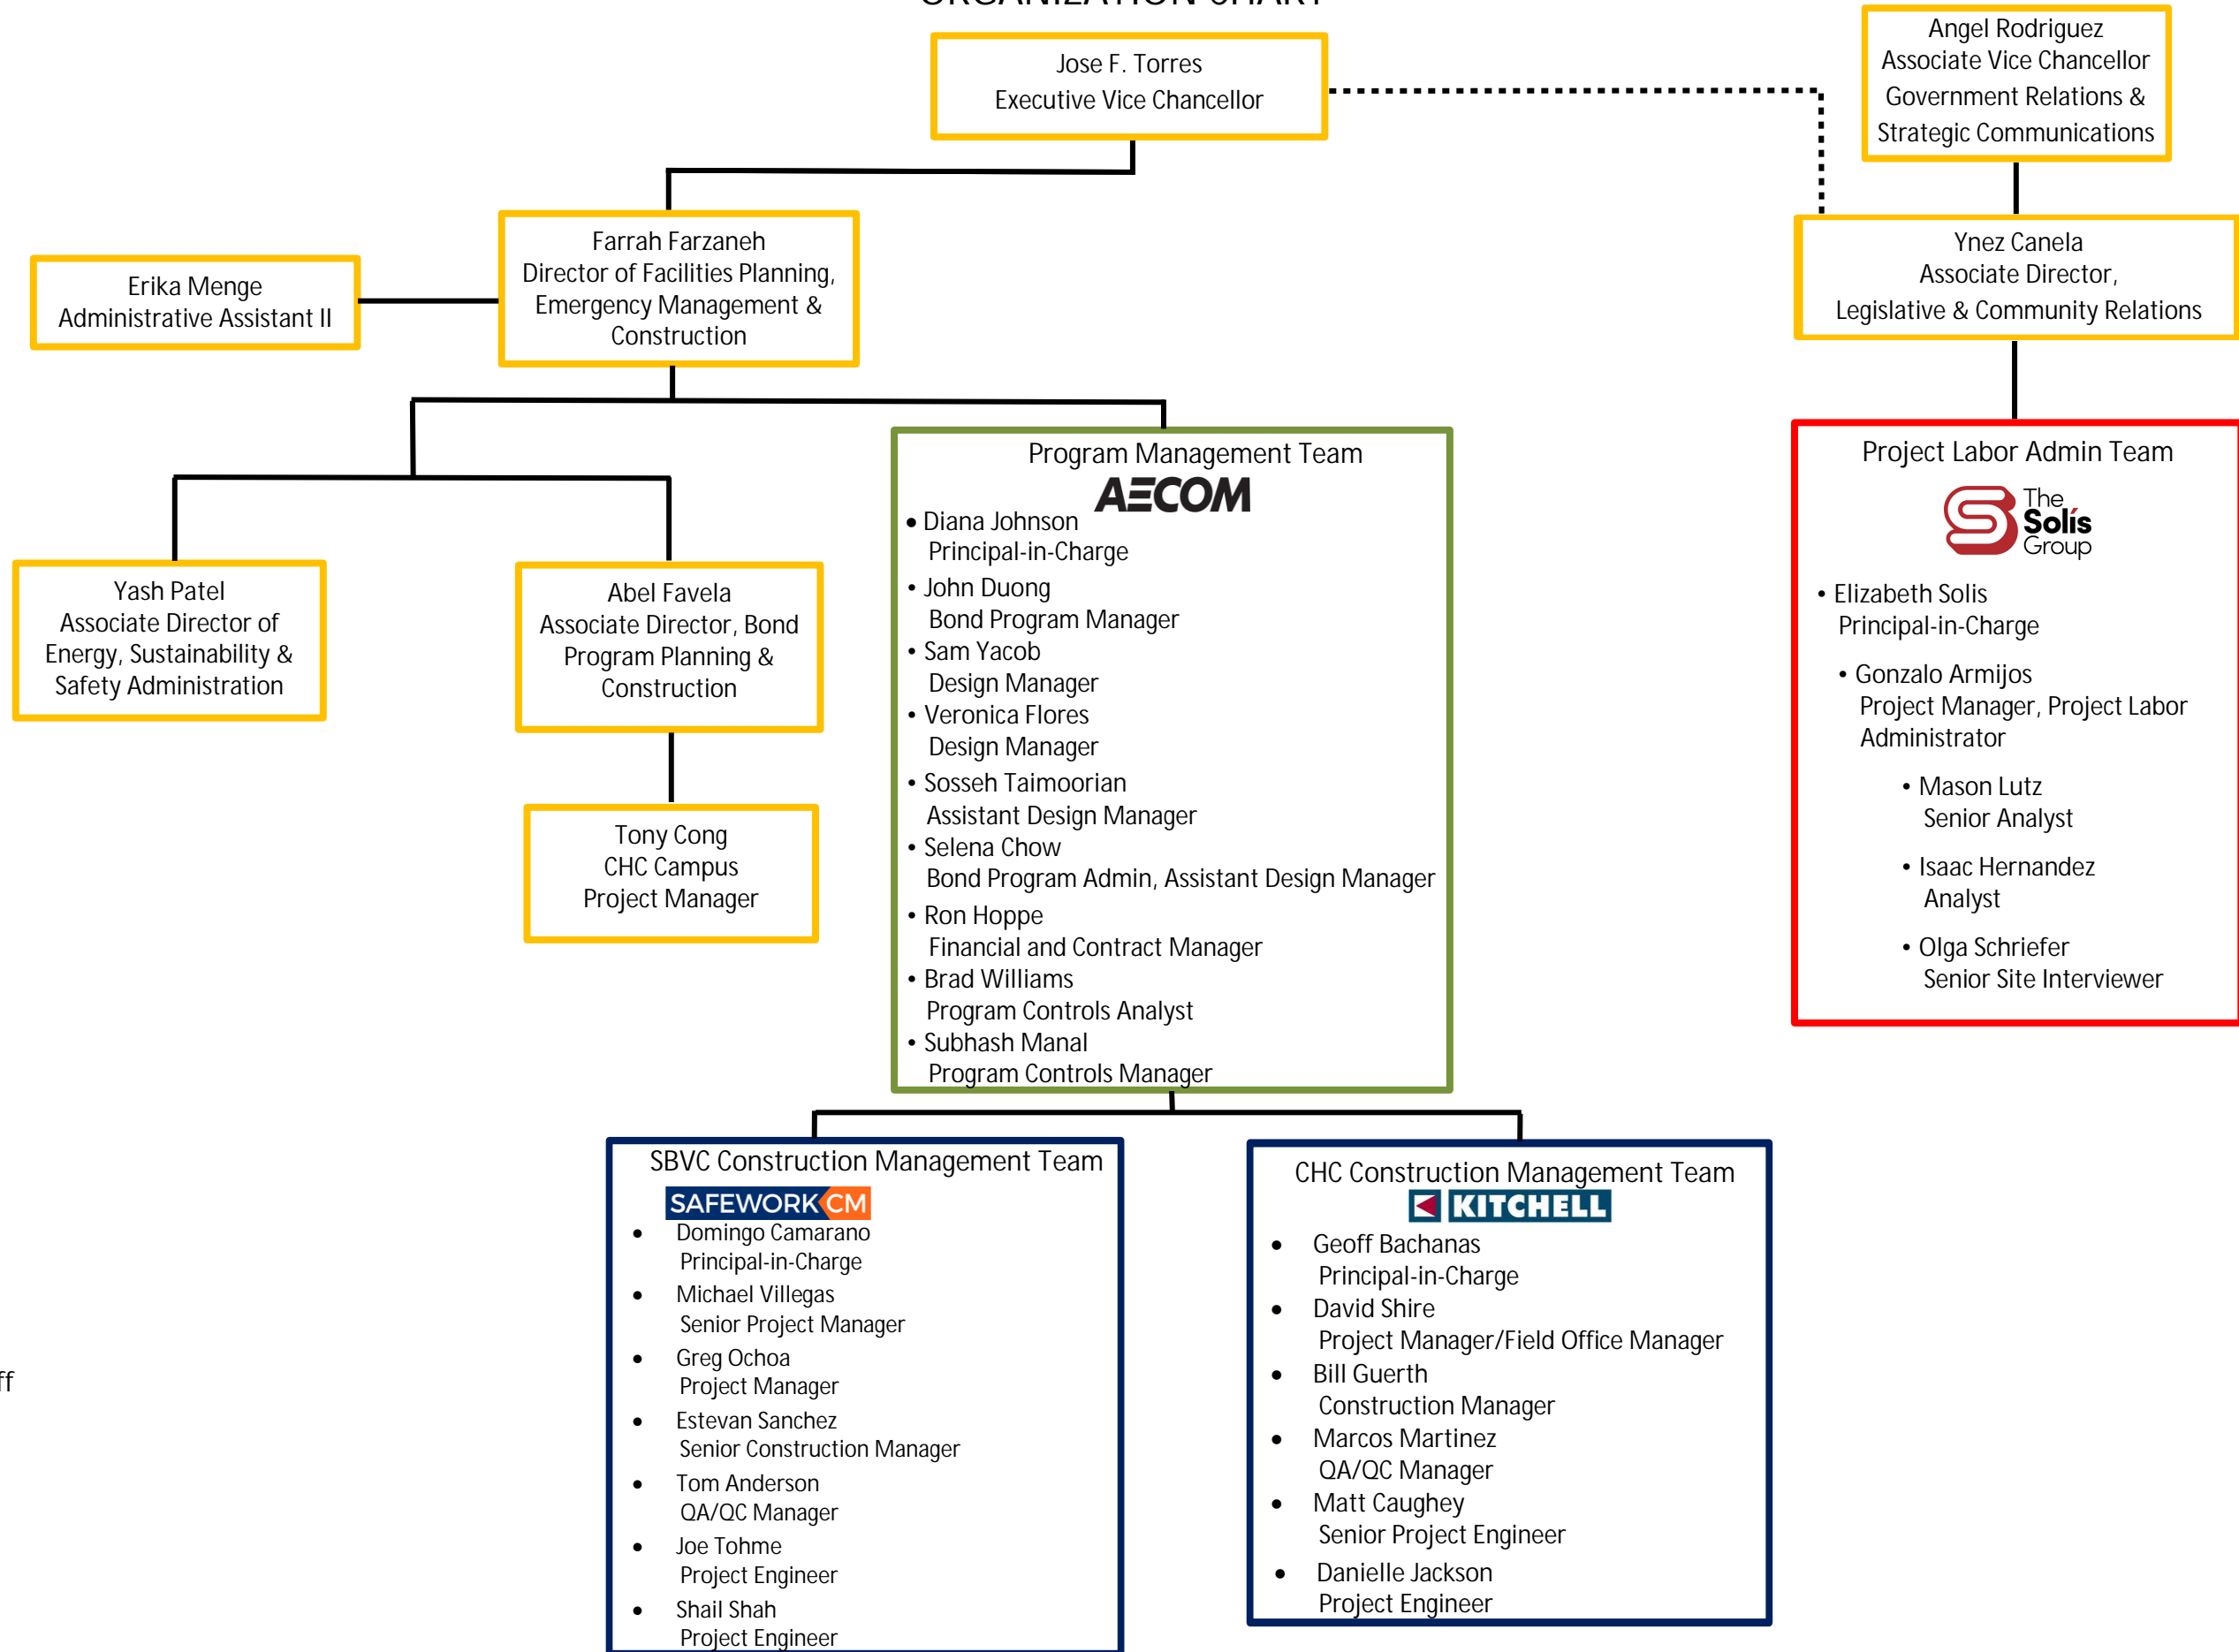 ORGANIZATION CHART
Jose F. Torres
Executive Vice Chancellor
Angel Rodriguez
Associate Vice Chancellor
Government Relations &
Strategic Communications
Farrah Farzaneh
Director of Facilities Planning,
Emergency Management &
Construction
Erika Menge
Administrative Assistant II
Ynez Canela
Associate Director,
Legislative & Community Relations
Yash Patel
Associate Director of
Energy, Sustainability &
Safety Administration
Abel Favela
Associate Director, Bond
Program Planning &
Construction
Tony Cong
CHC Campus
Project Manager
Program Management Team
AECOM
• Diana Johnson
Principal-in-Charge
• John Duong
Bond Program Manager
• Sam Yacob
Design Manager
• Veronica Flores
Design Manager
• Sosseh Taimoorian
Assistant Design Manager
• Selena Chow
Bond Program Admin, Assistant Design Manager
• Ron Hoppe
Financial and Contract Manager
• Brad Williams
Program Controls Analyst
• Subhash Manal
Program Controls Manager
Project Labor Admin Team
The
Solís
Group
• Elizabeth Solis
Principal-in-Charge
• Gonzalo Armijos
Project Manager, Project Labor
Administrator
• Mason Lutz
Senior Analyst
• Isaac Hernandez
Analyst
• Olga Schriefer
Senior Site Interviewer
SBVC Construction Management Team
SAFEWORK CM
• Domingo Camarano
Principal-in-Charge
• Michael Villegas
Senior Project Manager
• Greg Ochoa
Project Manager
• Estevan Sanchez
Senior Construction Manager
• Tom Anderson
QA/QC Manager
• Joe Tohme
Project Engineer
• Shail Shah
Project Engineer
CHC Construction Management Team
KITCHELL
• Geoff Bachanas
Principal-in-Charge
• David Shire
Project Manager/Field Office Manager
• Bill Guerth
Construction Manager
• Marcos Martinez
QA/QC Manager
• Matt Caughey
Senior Project Engineer
• Danielle Jackson
Project Engineer